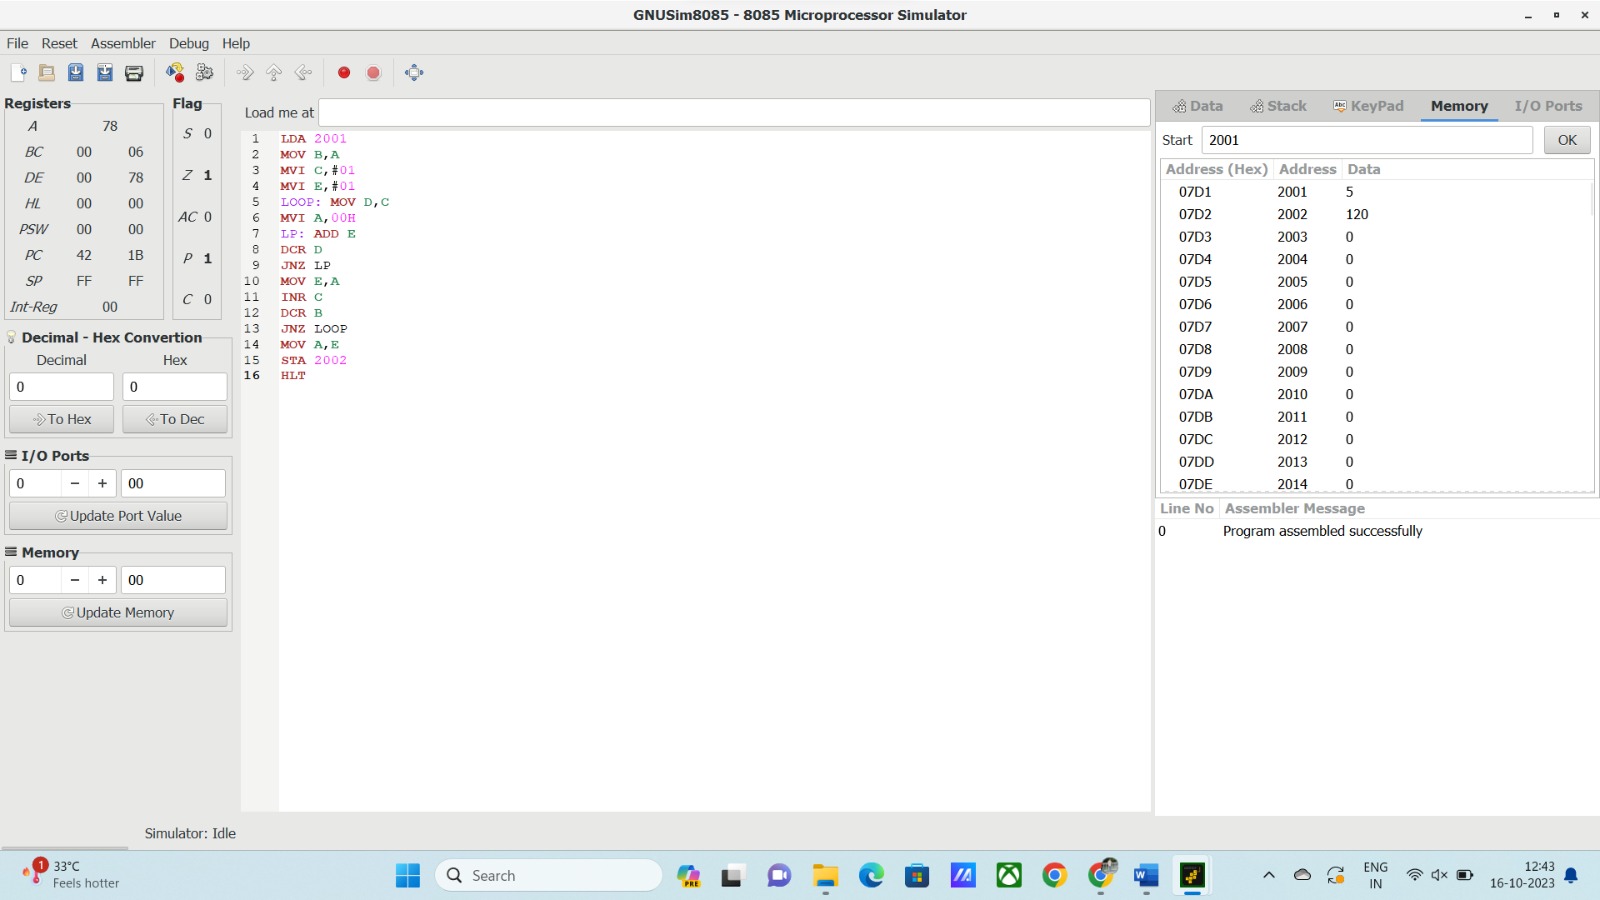 GNUSim8085 - 8085 Microprocessor Simulator
File Reset Assembler Debug Help
Registers
A 78
BC 00 06
DE 00 78
HL 00 00
PSW 00 00
PC 42 1B
SP FF FF
Int-Reg 00
Flag
S 0
Z 1
AC 0
P 1
C 0
Decimal - Hex Convertion
Decimal Hex
0 0
To Hex To Dec
I/O Ports
0 - + 00
Update Port Value
Memory
0 - + 00
Update Memory
Load me at
1 LDA 2001
2 MOV B,A
3 MVI C,#01
4 MVI E,#01
5 LOOP: MOV D,C
6 MVI A,00H
7 LP: ADD E
8 DCR D
9 JNZ LP
10 MOV E,A
11 INR C
12 DCR B
13 JNZ LOOP
14 MOV A,E
15 STA 2002
16 HLT
Data Stack Abc KeyPad Memory I/O Ports
Start 2001 OK
Address (Hex) Address Data
07D1 2001 5
07D2 2002 120
07D3 2003 0
07D4 2004 0
07D5 2005 0
07D6 2006 0
07D7 2007 0
07D8 2008 0
07D9 2009 0
07DA 2010 0
07DB 2011 0
07DC 2012 0
07DD 2013 0
07DE 2014 0
Line No Assembler Message
0 Program assembled successfully
Simulator: Idle
1 33°C
Feels hotter
Search
PRE
W
ENG
IN
12:43
16-10-2023